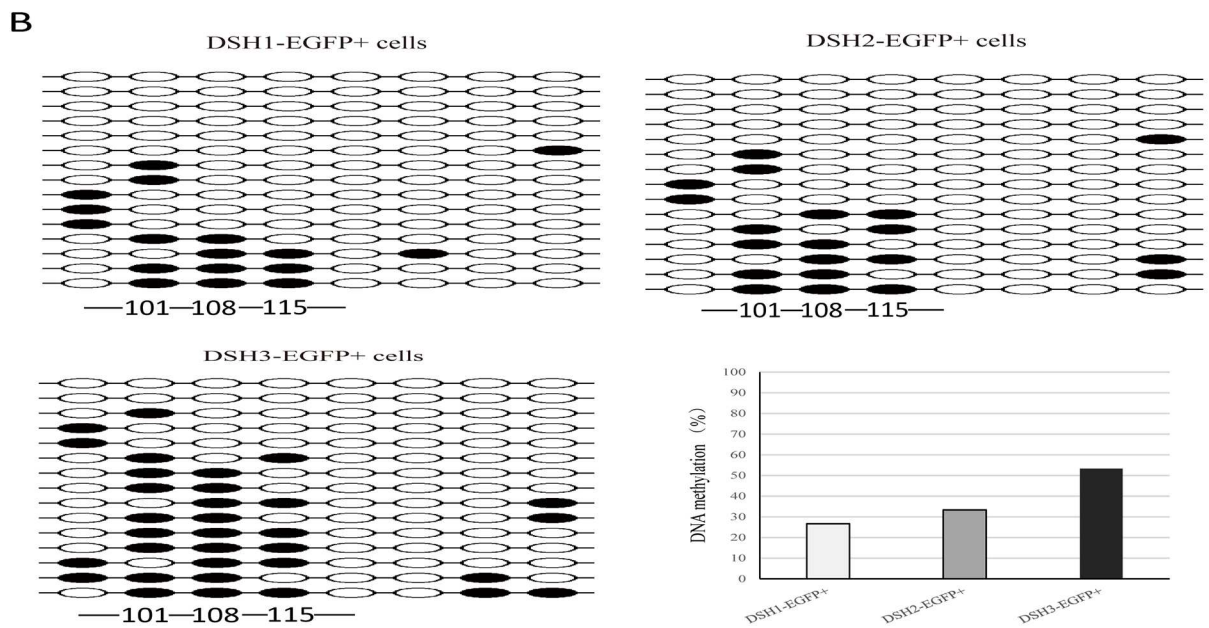 B
DSH1-EGFP+ cells
DSH2-EGFP+ cells
101 108 115
101 108 115
DSH3-EGFP+ cells
101 108 115
DNA methylation (%)
100
90
80
70
60
50
40
30
20
10
0
DSH1-EGFP+
DSH2-EGFP+
DSH3-EGFP+